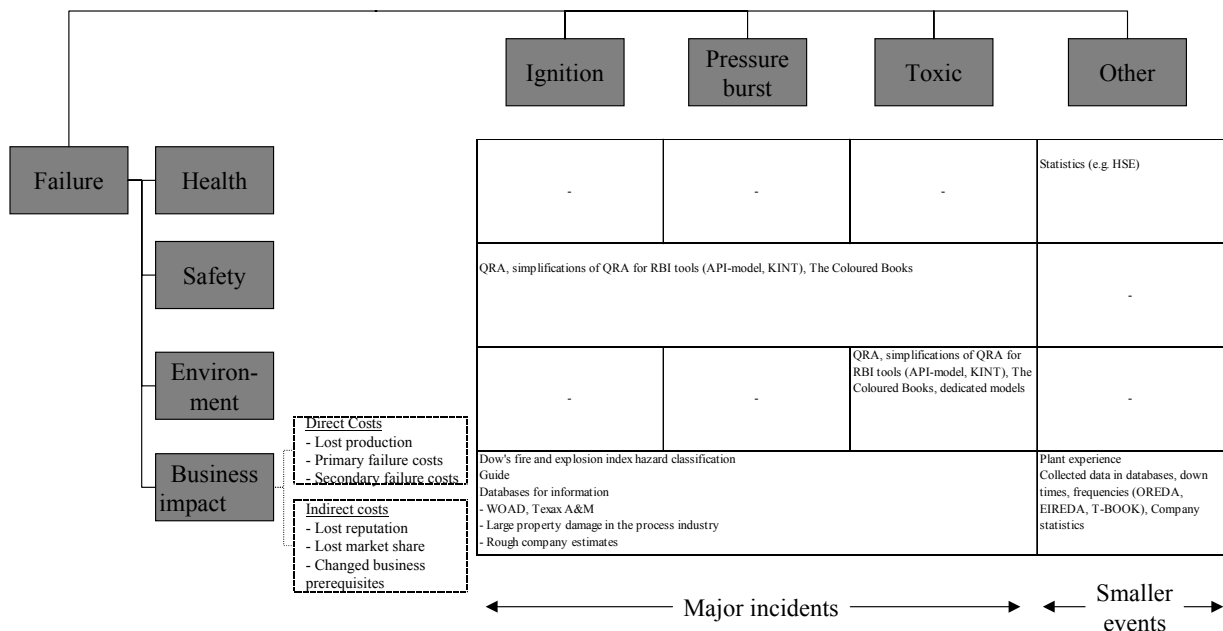 Ignition
Pressure
burst
Toxic
Other
Failure
Health
-
-
-
Statistics (e.g. HSE)
Safety
QRA, simplifications of QRA for RBI tools (API-model, KINT), The Coloured Books
-
Environ-
ment
-
-
QRA, simplifications of QRA for
RBI tools (API-model, KINT), The
Coloured Books, dedicated models
-
Business
impact
Direct Costs
- Lost production
- Primary failure costs
- Secondary failure costs
Indirect costs
- Lost reputation
- Lost market share
- Changed business
prerequisites
Dow's fire and explosion index hazard classification
Guide
Databases for information
- WOAD, Texax A&M
- Large property damage in the process industry
- Rough company estimates
Plant experience
Collected data in databases, down
times, frequencies (OREDA,
EIREDA, T-BOOK), Company
statistics
Major incidents
Smaller
events